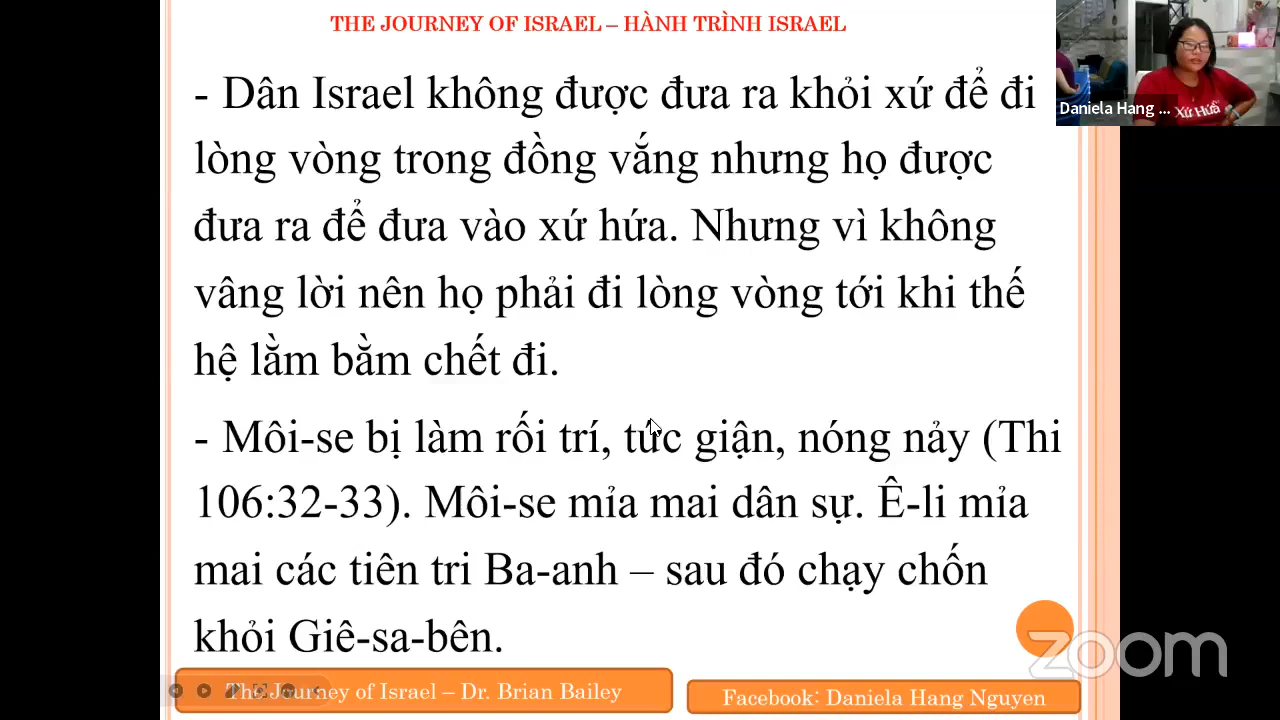 THE JOURNEY OF ISRAEL – HÀNH TRÌNH ISRAEL
Daniela Hang ...
Xứ Hứa
- Dân Israel không được đưa ra khỏi xứ để đi
lòng vòng trong đồng vắng nhưng họ được
đưa ra để đưa vào xứ hứa. Nhưng vì không
vâng lời nên họ phải đi lòng vòng tới khi thế
hệ lằm bằm chết đi.
- Môi-se bị làm rối trí, tức giận, nóng nảy (Thi
106:32-33). Môi-se mỉa mai dân sự. Ê-li mỉa
mai các tiên tri Ba-anh – sau đó chạy chốn
khỏi Giê-sa-bên.
zoom
The Journey of Israel – Dr. Brian Bailey
Facebook: Daniela Hang Nguyen